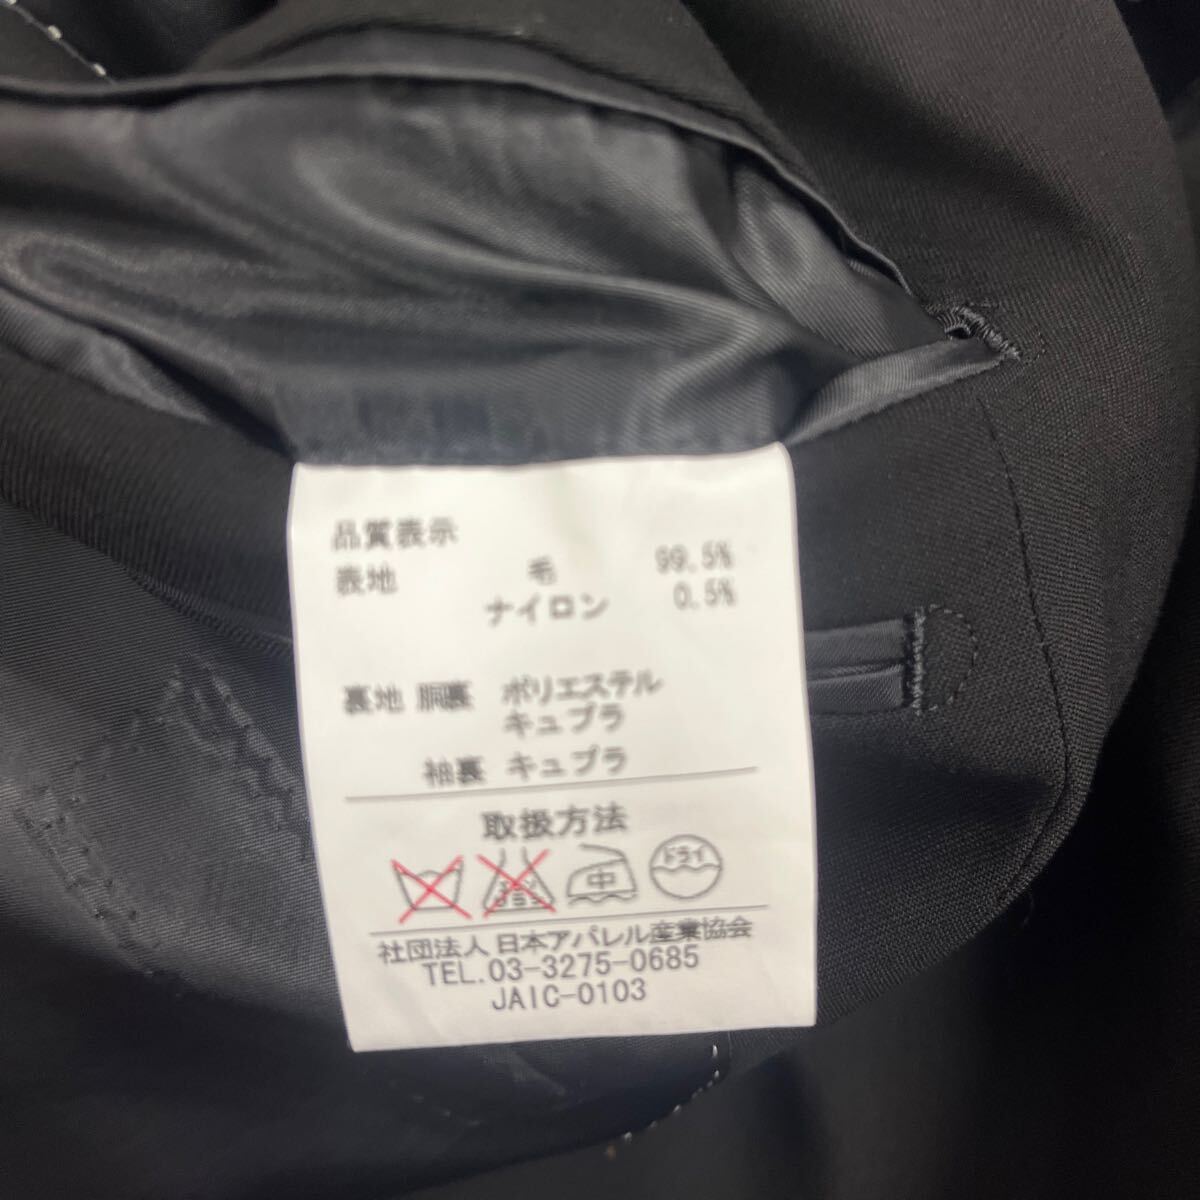 品質表示
表地 毛 99.5%
ナイロン 0.5%
裏地 胴裏 ポリエステル
キュプラ
袖裏 キュプラ
取扱方法
中 ドライ
社団法人 日本アパレル産業協会
TEL.03-3275-0685
JAIC-0103